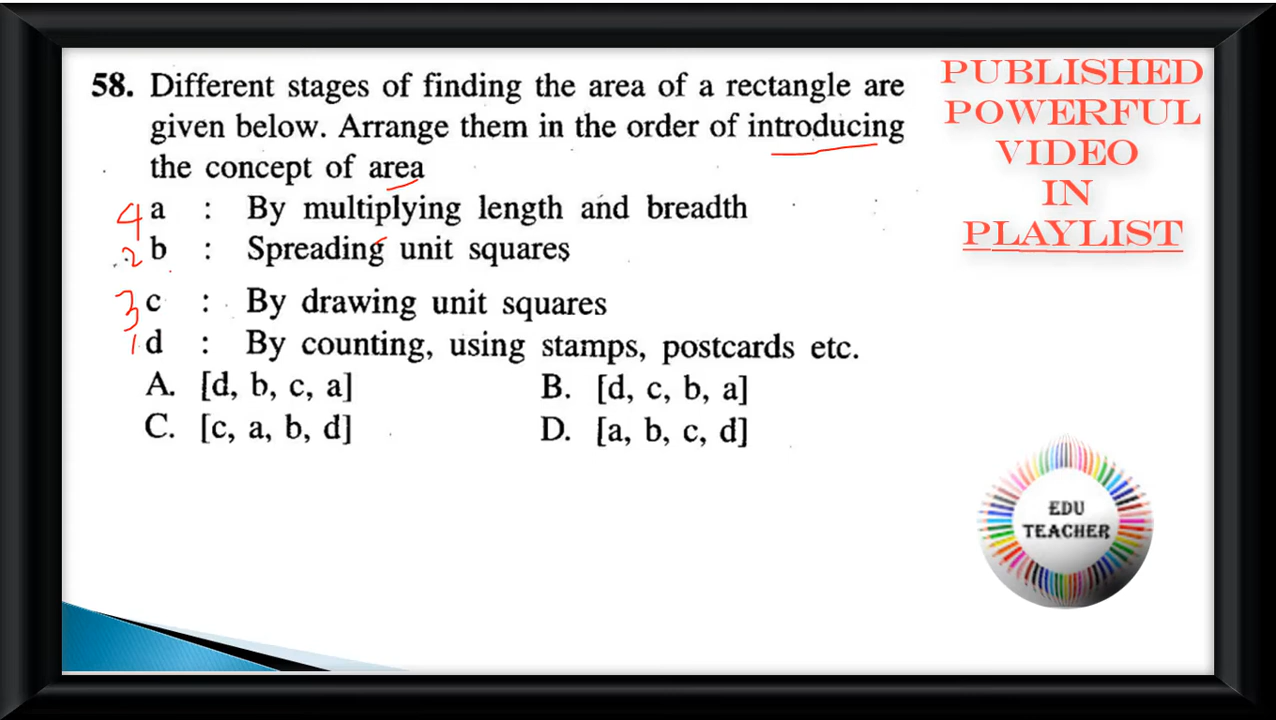 58. Different stages of finding the area of a rectangle are
given below. Arrange them in the order of introducing
the concept of area
4 a : By multiplying length and breadth
2 b : Spreading unit squares
3 c : By drawing unit squares
1 d : By counting, using stamps, postcards etc.
A. [d, b, c, a] B. [d, c, b, a]
C. [c, a, b, d] D. [a, b, c, d]
PUBLISHED
POWERFUL
VIDEO
IN
PLAYLIST
EDU
TEACHER